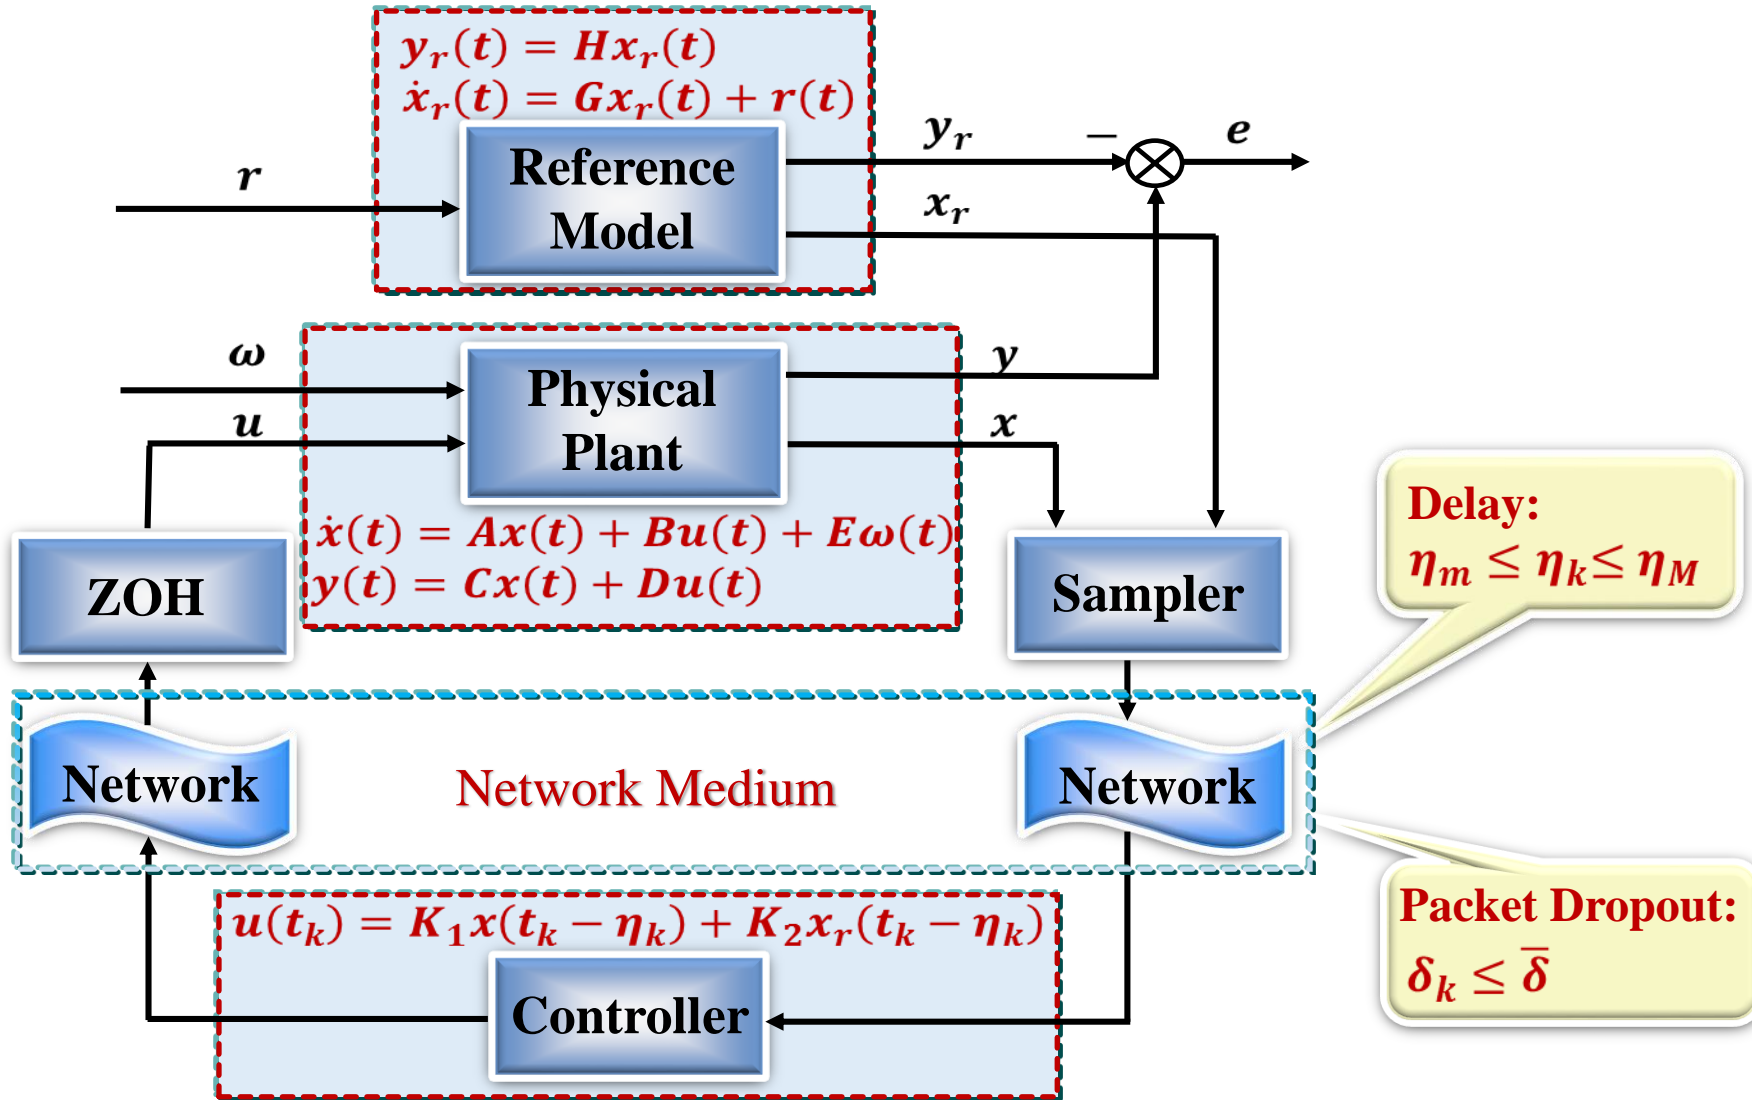 y_r(t) = Hx_r(t)
ẋ_r(t) = Gx_r(t) + r(t)
Reference
Model
r
y_r
−
e
x_r
ω
u
Physical
Plant
y
x
ẋ(t) = Ax(t) + Bu(t) + Eω(t)
y(t) = Cx(t) + Du(t)
ZOH
Sampler
Delay:
η_m ≤ η_k ≤ η_M
Network
Network Medium
Network
Packet Dropout:
δ_k ≤ δ̅
u(t_k) = K_1x(t_k − η_k) + K_2x_r(t_k − η_k)
Controller